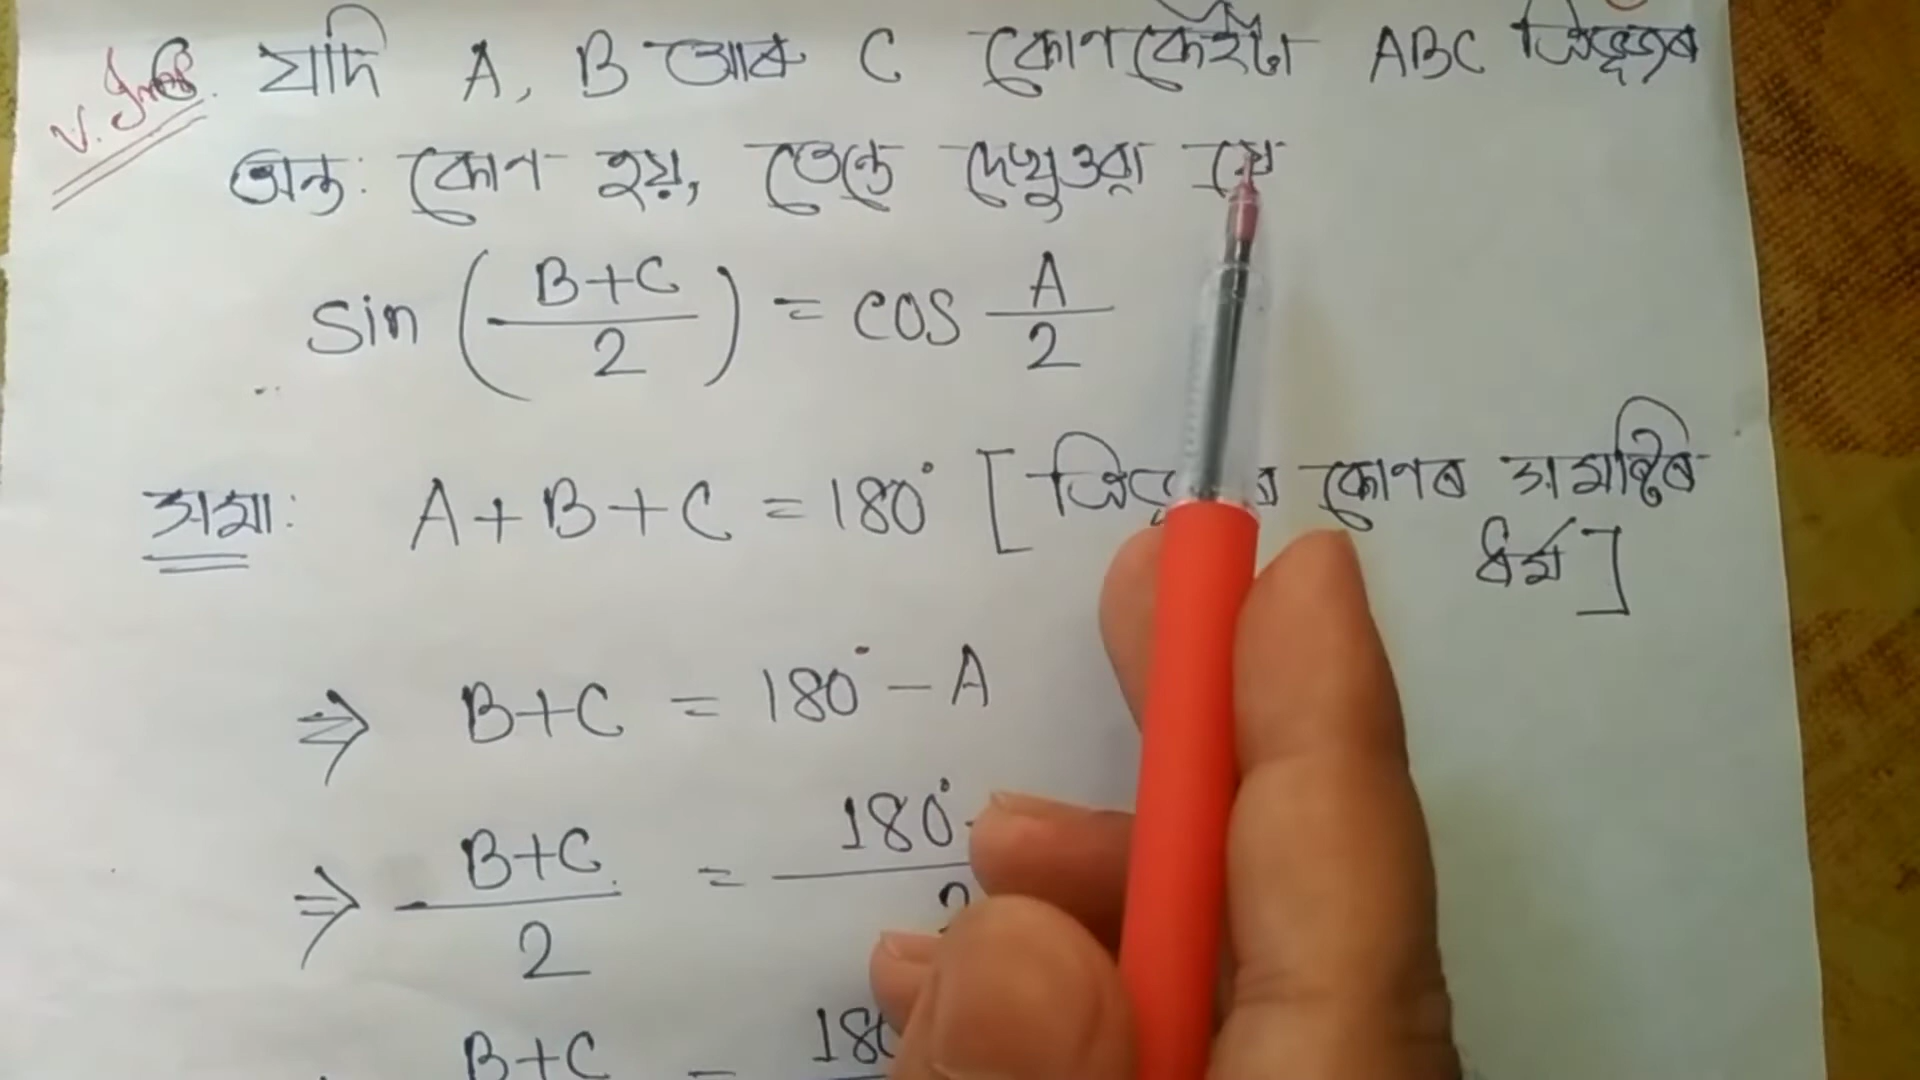 v. Imp. যদি A, B আৰু C কোণকেইটা ABC ত্ৰিভুজৰ
অন্ত: কোণ হয়, তেন্তে দেখুওৱা যে
sin (B+C/2) = cos A/2
সমা: A+B+C = 180° [ কোণৰ সমষ্টিৰ
ধৰ্ম]
⇒ B+C = 180° - A
⇒ B+C/2 = 180°
B+C =